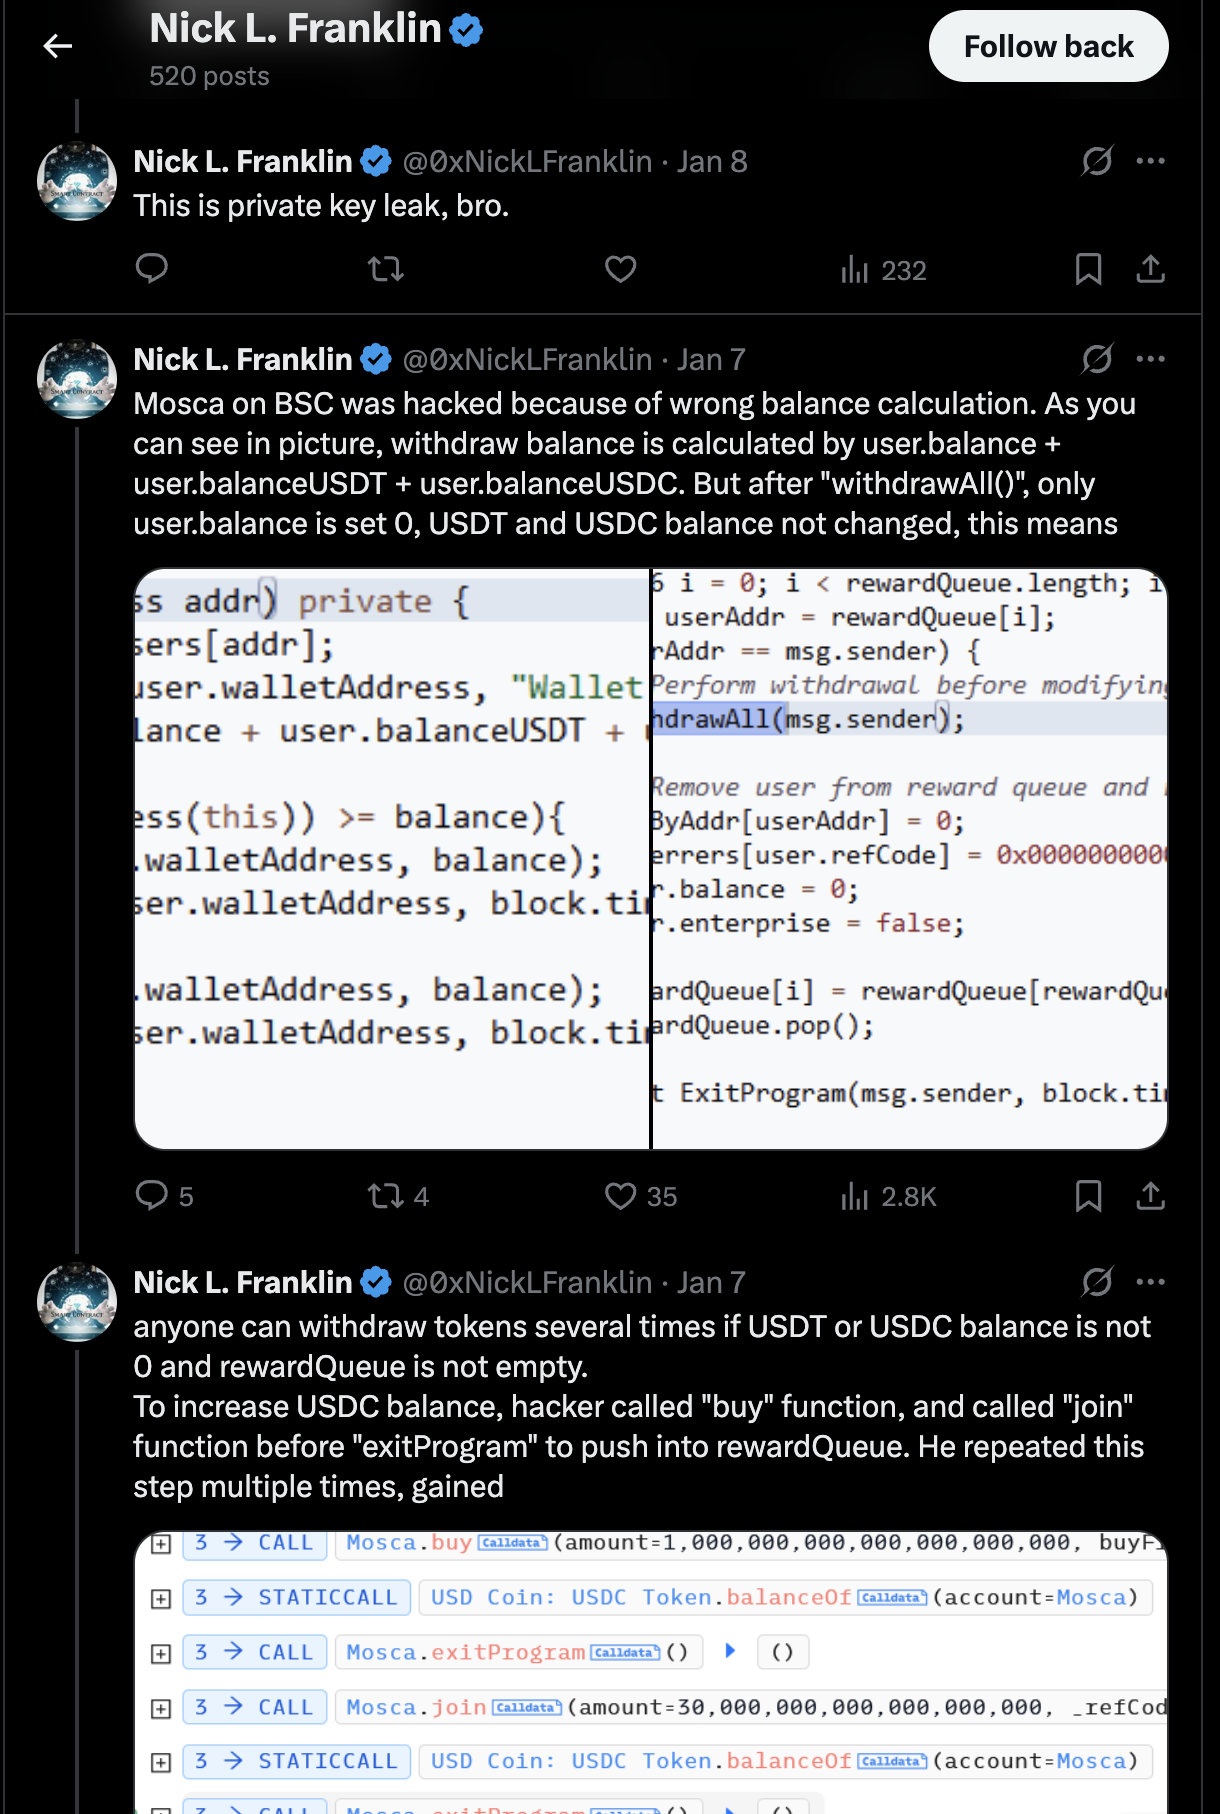 Nick L. Franklin
520 posts
Follow back
Nick L. Franklin @0xNickLFranklin · Jan 8
This is private key leak, bro.
232
Nick L. Franklin @0xNickLFranklin · Jan 7
Mosca on BSC was hacked because of wrong balance calculation. As you
can see in picture, withdraw balance is calculated by user.balance +
user.balanceUSDT + user.balanceUSDC. But after "withdrawAll()", only
user.balance is set 0, USDT and USDC balance not changed, this means
ss addr) private {
sers[addr];
user.walletAddress, "Wallet
lance + user.balanceUSDT +
ess(this)) >= balance){
.walletAddress, balance);
ser.walletAddress, block.ti
.walletAddress, balance);
ser.walletAddress, block.ti
6 i = 0; i < rewardQueue.length; i
userAddr = rewardQueue[i];
rAddr == msg.sender) {
Perform withdrawal before modifying
hdrawAll(msg.sender);
Remove user from reward queue and
ByAddr[userAddr] = 0;
errers[user.refCode] = 0x000000000
r.balance = 0;
r.enterprise = false;
ardQueue[i] = rewardQueue[rewardQu
ardQueue.pop();
t ExitProgram(msg.sender, block.ti
5 4 35 2.8K
Nick L. Franklin @0xNickLFranklin · Jan 7
anyone can withdraw tokens several times if USDT or USDC balance is not
0 and rewardQueue is not empty.
To increase USDC balance, hacker called "buy" function, and called "join"
function before "exitProgram" to push into rewardQueue. He repeated this
step multiple times, gained
3 → CALL Mosca.buy Calldata (amount=1,000,000,000,000,000,000,000, buyF
3 → STATICCALL USD Coin: USDC Token.balanceOf Calldata (account=Mosca)
3 → CALL Mosca.exitProgram Calldata () ▶ ()
3 → CALL Mosca.join Calldata (amount=30,000,000,000,000,000,000, _refCod
3 → STATICCALL USD Coin: USDC Token.balanceOf Calldata (account=Mosca)
3 → CALL Mosca.exitProgram Calldata () ▶ ()